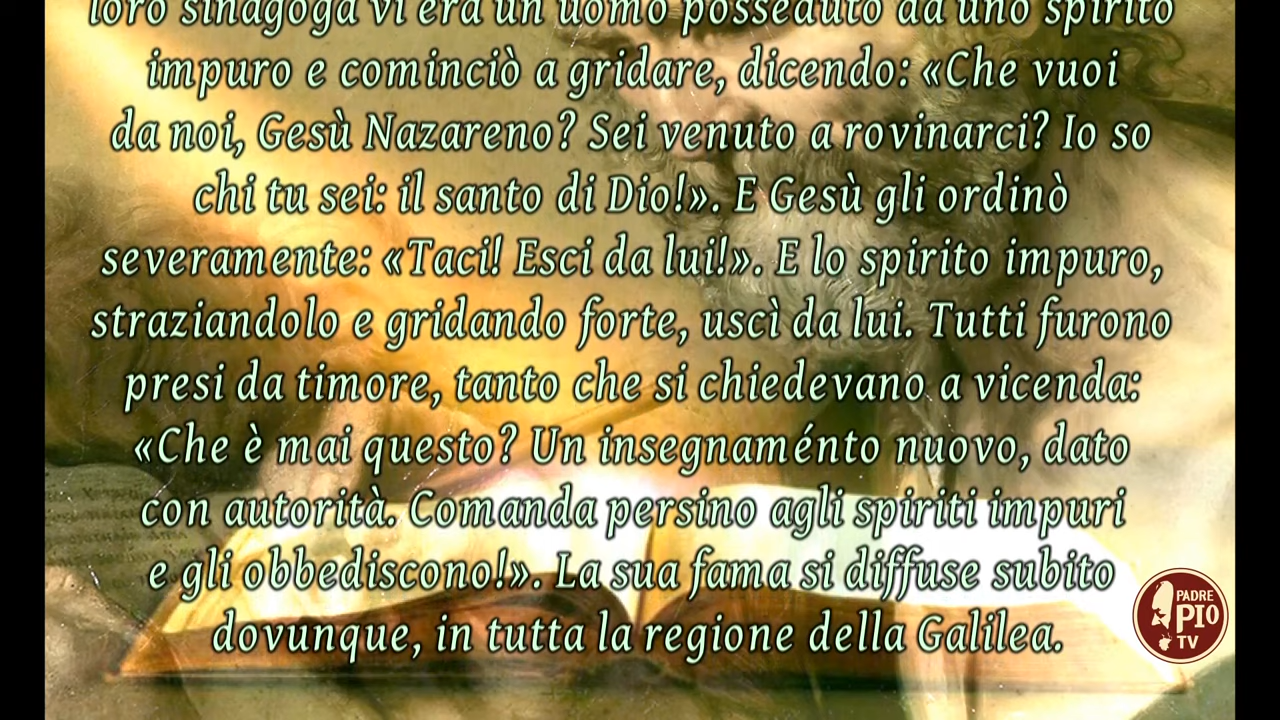 loro sinagoga vi era un uomo posseduto da uno spirito
impuro e cominciò a gridare, dicendo: «Che vuoi
da noi, Gesù Nazareno? Sei venuto a rovinarci? Io so
chi tu sei: il santo di Dio!». E Gesù gli ordinò
severamente: «Taci! Esci da lui!». E lo spirito impuro,
straziandolo e gridando forte, uscì da lui. Tutti furono
presi da timore, tanto che si chiedevano a vicenda:
«Che è mai questo? Un insegnaménto nuovo, dato
con autorità. Comanda persino agli spiriti impuri
e gli obbediscono!». La sua fama si diffuse subito
dovunque, in tutta la regione della Galilea.
PADRE
PIO
TV